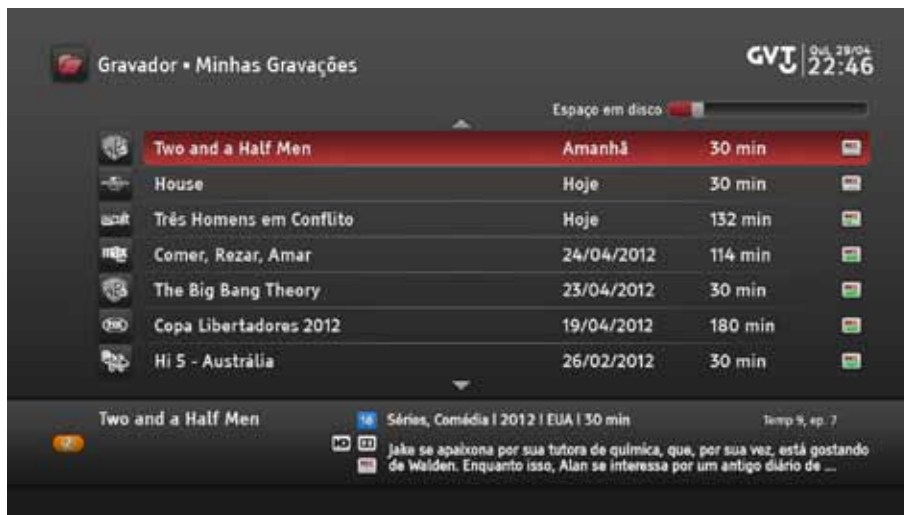 Gravador • Minhas Gravações
GVT
22:46
Espaço em disco
Two and a Half Men Amanhã 30 min
House Hoje 30 min
Três Homens em Conflito Hoje 132 min
Comer, Rezar, Amar 24/04/2012 114 min
The Big Bang Theory 23/04/2012 30 min
Copa Libertadores 2012 19/04/2012 180 min
Hi 5 - Austrália 26/02/2012 30 min
Two and a Half Men
Séries, Comédia | 2012 | EUA | 30 min Temp 9, ep. 7
HD
Jake se apaixona por sua tutora de química, que, por sua vez, está gostando
de Walden. Enquanto isso, Alan se interessa por um antigo diário de ...